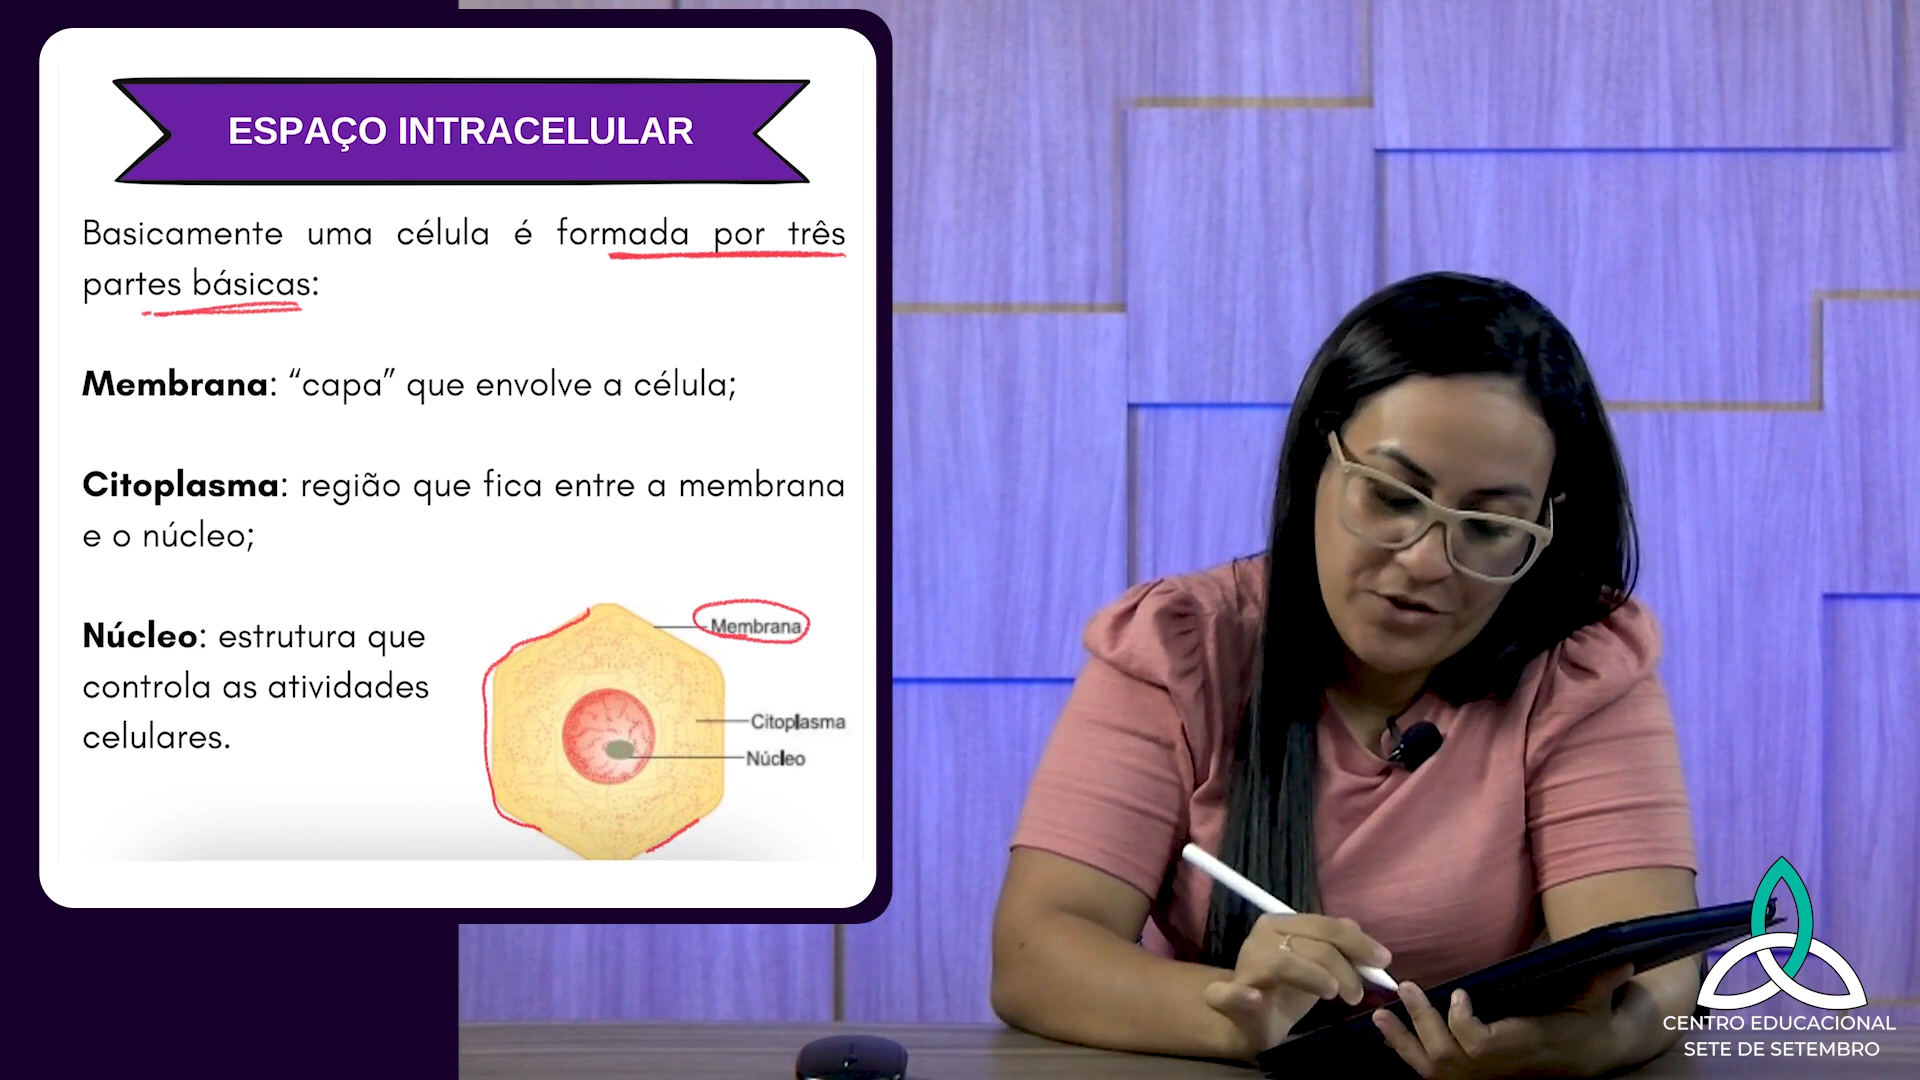 ESPAÇO INTRACELULAR
Basicamente uma célula é formada por três
partes básicas:
Membrana: “capa” que envolve a célula;
Citoplasma: região que fica entre a membrana
e o núcleo;
Núcleo: estrutura que
controla as atividades
celulares.
Membrana
Citoplasma
Núcleo
CENTRO EDUCACIONAL
SETE DE SETEMBRO